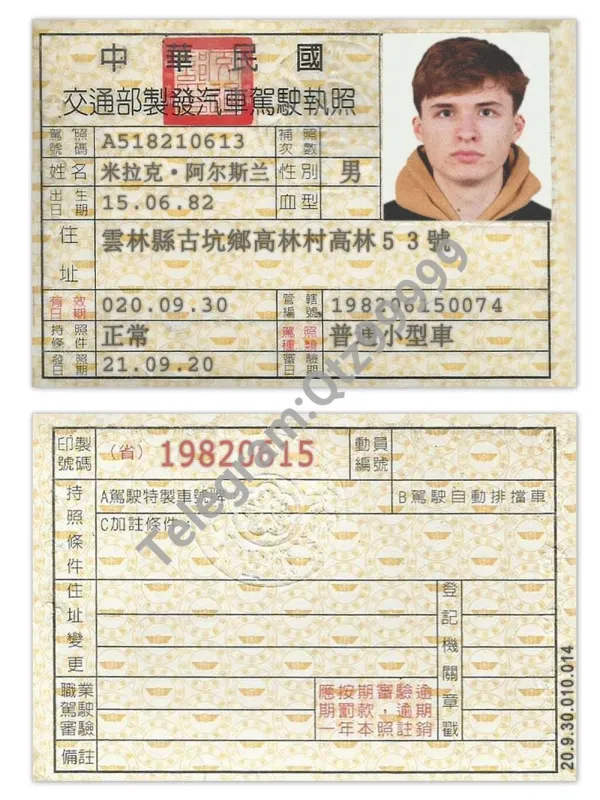 中華民國
交通部製發汽車駕駛執照
駕照號碼 A518210613 補照次數
姓名 米拉克·阿尔斯兰 性別 男
出生日期 15.06.82 血型
住址 雲林縣古坑鄉高林村高林53號
有效日期 020.09.30 管轄編號 198206150074
持照條件 正常 駕照種類 普通小型車
發照日期 21.09.20 審驗日期
Telegram:Qtz99999
印製號碼 (省) 19820615 動員編號
持照條件 A駕駛特製車號牌 B駕駛自動排擋車
C加註條件:
住址變更 登記機關章戳
職業駕駛審驗 應按期審驗逾期罰款,逾期一年本照註銷
備註
20.9.30.010.014